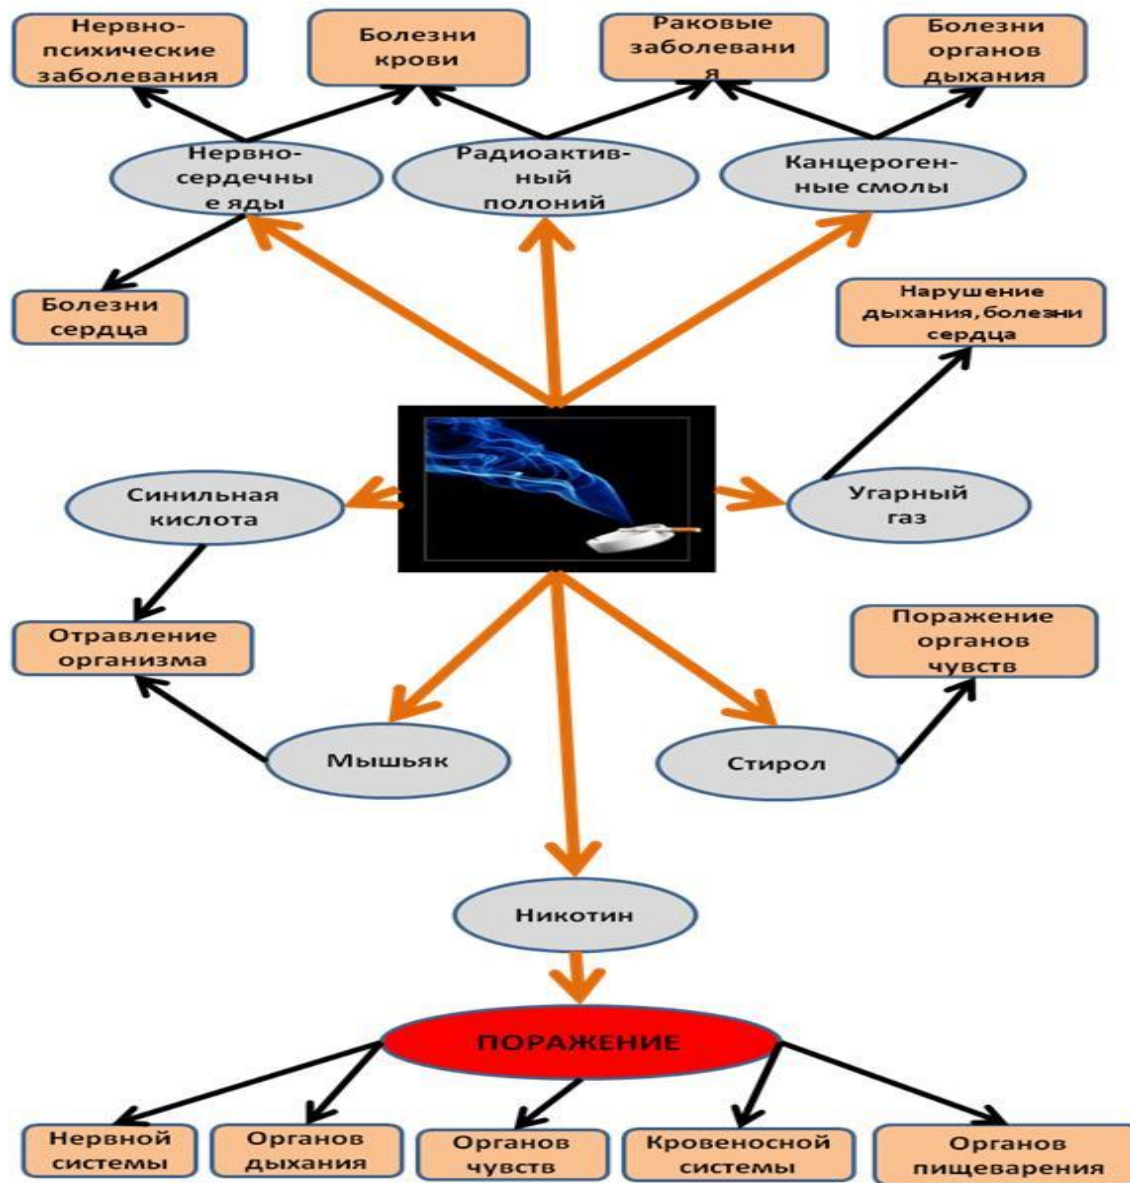 Нервно-
психические
заболевания
Болезни
крови
Раковые
заболевани
я
Болезни
органов
дыхания
Нервно-
сердечны
е яды
Радиоактив-
ный
полоний
Канцероген-
ные смолы
Болезни
сердца
Нарушение
дыхания,болезни
сердца
Синильная
кислота
Угарный
газ
Отравление
организма
Поражение
органов
чувств
Мышьяк
Стирол
Никотин
ПОРАЖЕНИЕ
Нервной
системы
Органов
дыхания
Органов
чувств
Кровеносной
системы
Органов
пищеварения